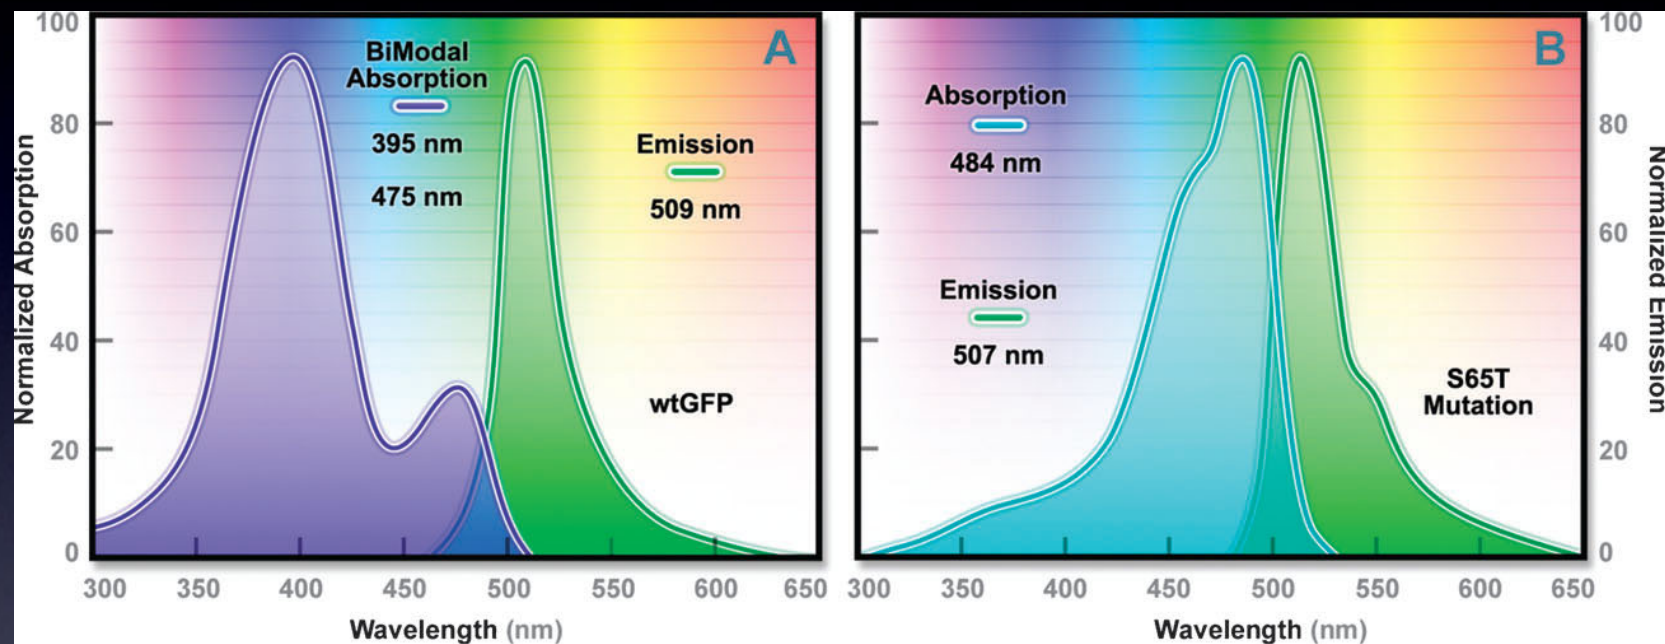 Normalized Absorption
100
80
60
40
20
0
300 350 400 450 500 550 600 650
Wavelength (nm)
A
BiModal
Absorption
395 nm
475 nm
Emission
509 nm
wtGFP
B
Absorption
484 nm
Emission
507 nm
S65T
Mutation
300 350 400 450 500 550 600 650
Wavelength (nm)
100
80
60
40
20
0
Normalized Emission